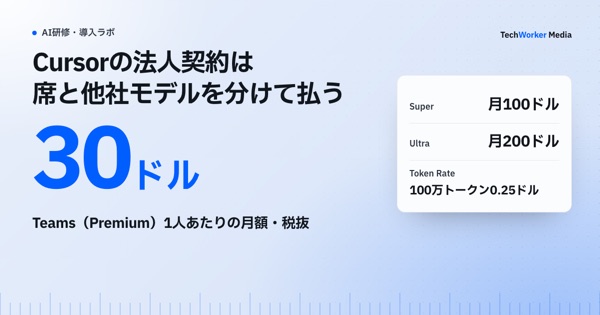 AI研修・導入ラボ
TechWorker Media
Cursorの法人契約は
席と他社モデルを分けて払う
30ドル
Teams（Premium）1人あたりの月額・税抜
Super 月100ドル
Ultra 月200ドル
Token Rate
100万トークン0.25ドル